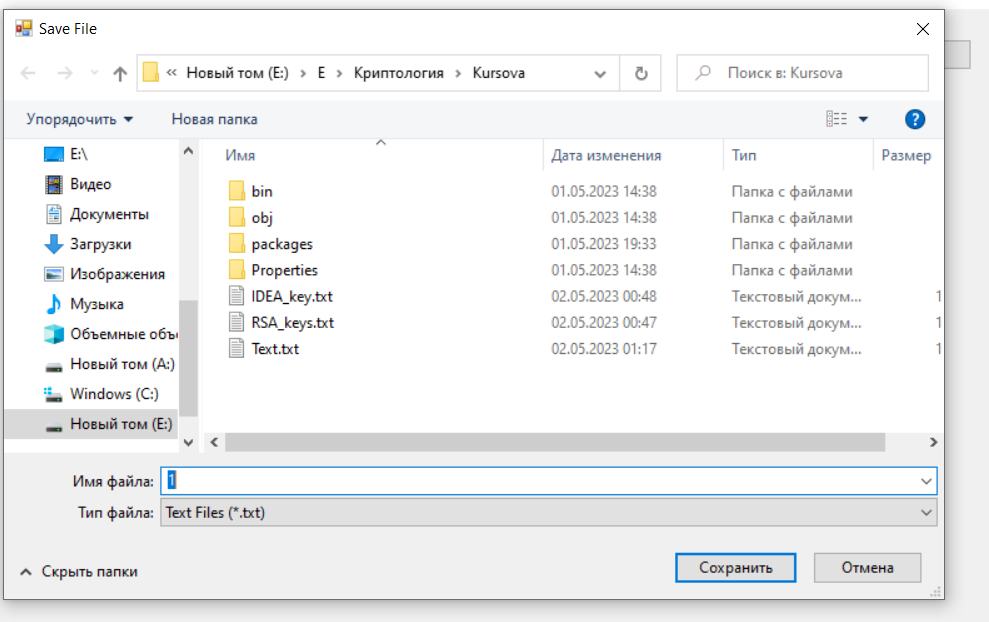 Save File
« Новый том (E:) › E › Криптология › Kursova
Поиск в: Kursova
Упорядочить
Новая папка
?
E:\
Видео
Документы
Загрузки
Изображения
Музыка
Объемные объ
Новый том (A:)
Windows (C:)
Новый том (E:)
Имя Дата изменения Тип Размер
bin 01.05.2023 14:38 Папка с файлами
obj 01.05.2023 14:38 Папка с файлами
packages 01.05.2023 19:33 Папка с файлами
Properties 01.05.2023 14:38 Папка с файлами
IDEA_key.txt 02.05.2023 00:48 Текстовый докум... 1
RSA_keys.txt 02.05.2023 00:47 Текстовый докум... 1
Text.txt 02.05.2023 01:17 Текстовый докум... 1
Имя файла: 1
Тип файла: Text Files (*.txt)
Скрыть папки
Сохранить
Отмена